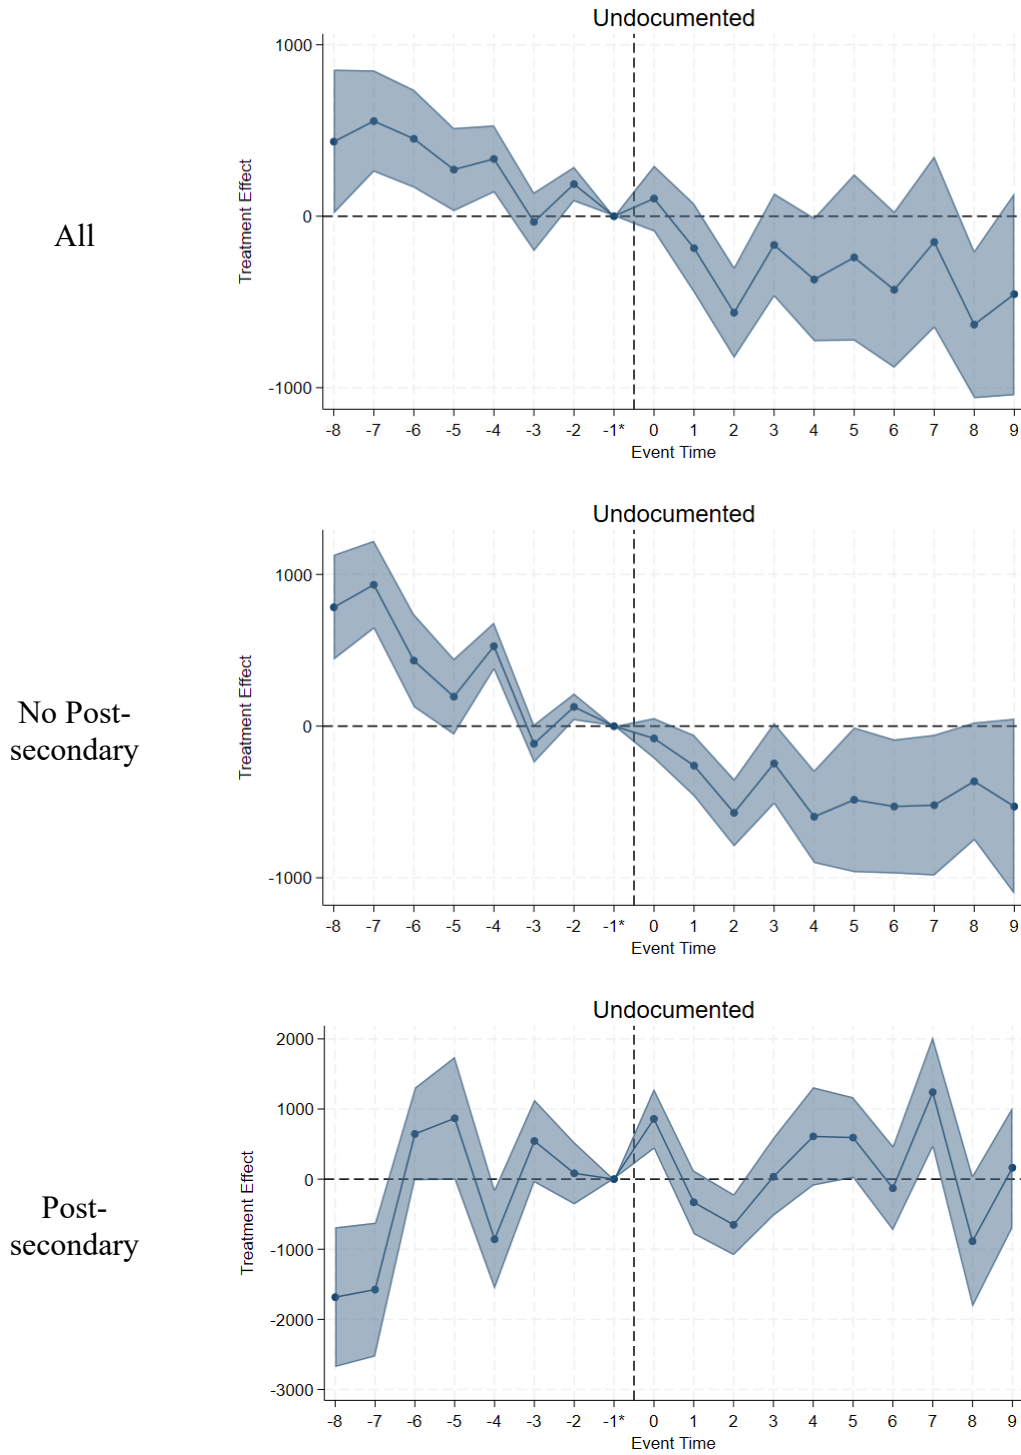 Undocumented
1000
0
-1000
Treatment Effect
All
-8 -7 -6 -5 -4 -3 -2 -1* 0 1 2 3 4 5 6 7 8 9
Event Time
Undocumented
1000
0
-1000
Treatment Effect
No Post-
secondary
-8 -7 -6 -5 -4 -3 -2 -1* 0 1 2 3 4 5 6 7 8 9
Event Time
Undocumented
2000
1000
0
-1000
-2000
-3000
Treatment Effect
Post-
secondary
-8 -7 -6 -5 -4 -3 -2 -1* 0 1 2 3 4 5 6 7 8 9
Event Time